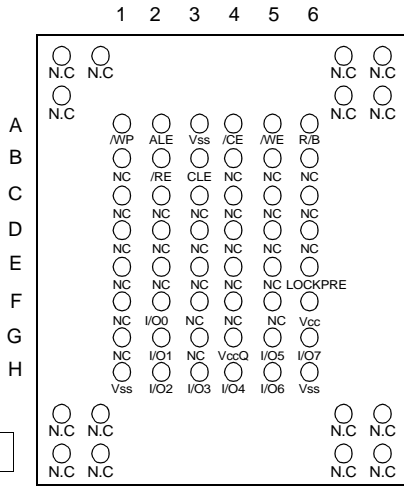 1 2 3 4 5 6
N.C N.C N.C N.C
N.C N.C N.C
A
/WP ALE Vss /CE /WE R/B
B
NC /RE CLE NC NC NC
C
NC NC NC NC NC NC
D
NC NC NC NC NC NC
E
NC NC NC NC NC LOCKPRE
F
NC I/O0 NC NC NC Vcc
G
NC I/O1 NC VccQ I/O5 I/O7
H
Vss I/O2 I/O3 I/O4 I/O6 Vss
N.C N.C N.C N.C
N.C N.C N.C N.C